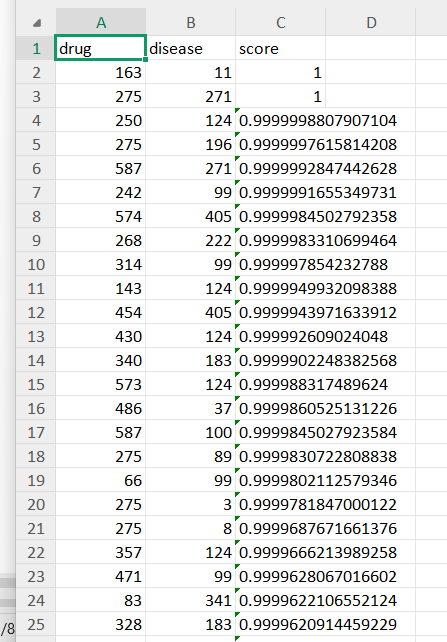 A B C D
1 drug disease score
2 163 11 1
3 275 271 1
4 250 124 0.9999998807907104
5 275 196 0.9999997615814208
6 587 271 0.9999992847442628
7 242 99 0.9999991655349731
8 574 405 0.9999984502792358
9 268 222 0.9999983310699464
10 314 99 0.999997854232788
11 143 124 0.9999949932098388
12 454 405 0.9999943971633912
13 430 124 0.999992609024048
14 340 183 0.9999902248382568
15 573 124 0.999988317489624
16 486 37 0.9999860525131226
17 587 100 0.9999845027923584
18 275 89 0.9999830722808838
19 66 99 0.9999802112579346
20 275 3 0.9999781847000122
21 275 8 0.9999687671661376
22 357 124 0.9999666213989258
23 471 99 0.9999628067016602
24 83 341 0.9999622106552124
25 328 183 0.9999620914459229
/8